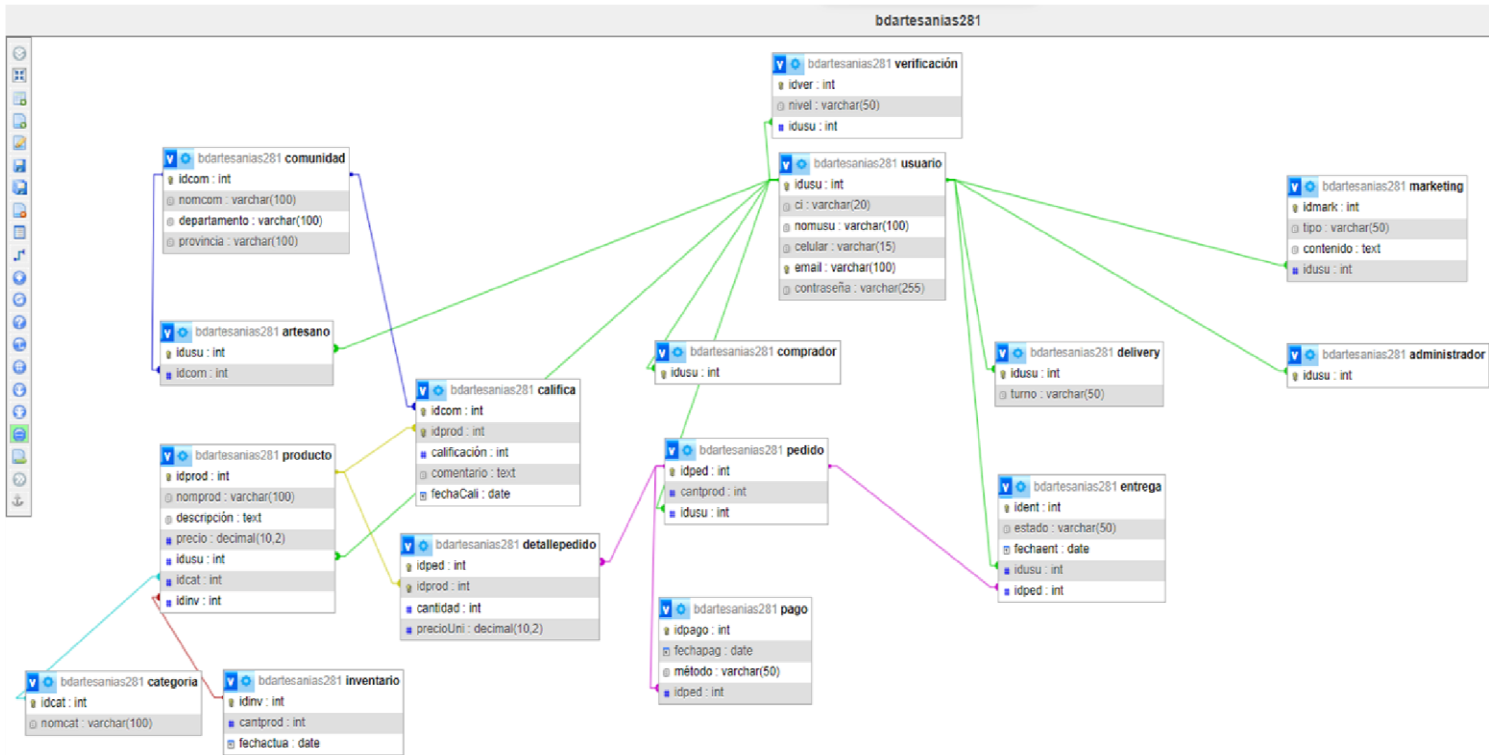 bdartesanias281
bdartesanias281 verificación
idver : int
nivel : varchar(50)
idusu : int
bdartesanias281 comunidad
idcom : int
nomcom : varchar(100)
departamento : varchar(100)
provincia : varchar(100)
bdartesanias281 usuario
idusu : int
ci : varchar(20)
nomusu : varchar(100)
celular : varchar(15)
email : varchar(100)
contraseña : varchar(255)
bdartesanias281 marketing
idmark : int
tipo : varchar(50)
contenido : text
idusu : int
bdartesanias281 artesano
idusu : int
idcom : int
bdartesanias281 comprador
idusu : int
bdartesanias281 delivery
idusu : int
turno : varchar(50)
bdartesanias281 administrador
idusu : int
bdartesanias281 califica
idcom : int
idprod : int
calificación : int
comentario : text
fechaCali : date
bdartesanias281 producto
idprod : int
nomprod : varchar(100)
descripción : text
precio : decimal(10,2)
idusu : int
idcat : int
idinv : int
bdartesanias281 pedido
idped : int
cantprod : int
idusu : int
bdartesanias281 entrega
ident : int
estado : varchar(50)
fechaent : date
idusu : int
idped : int
bdartesanias281 detallepedido
idped : int
idprod : int
cantidad : int
precioUni : decimal(10,2)
bdartesanias281 pago
idpago : int
fechapag : date
método : varchar(50)
idped : int
bdartesanias281 categoria
idcat : int
nomcat : varchar(100)
bdartesanias281 inventario
idinv : int
cantprod : int
fechactua : date